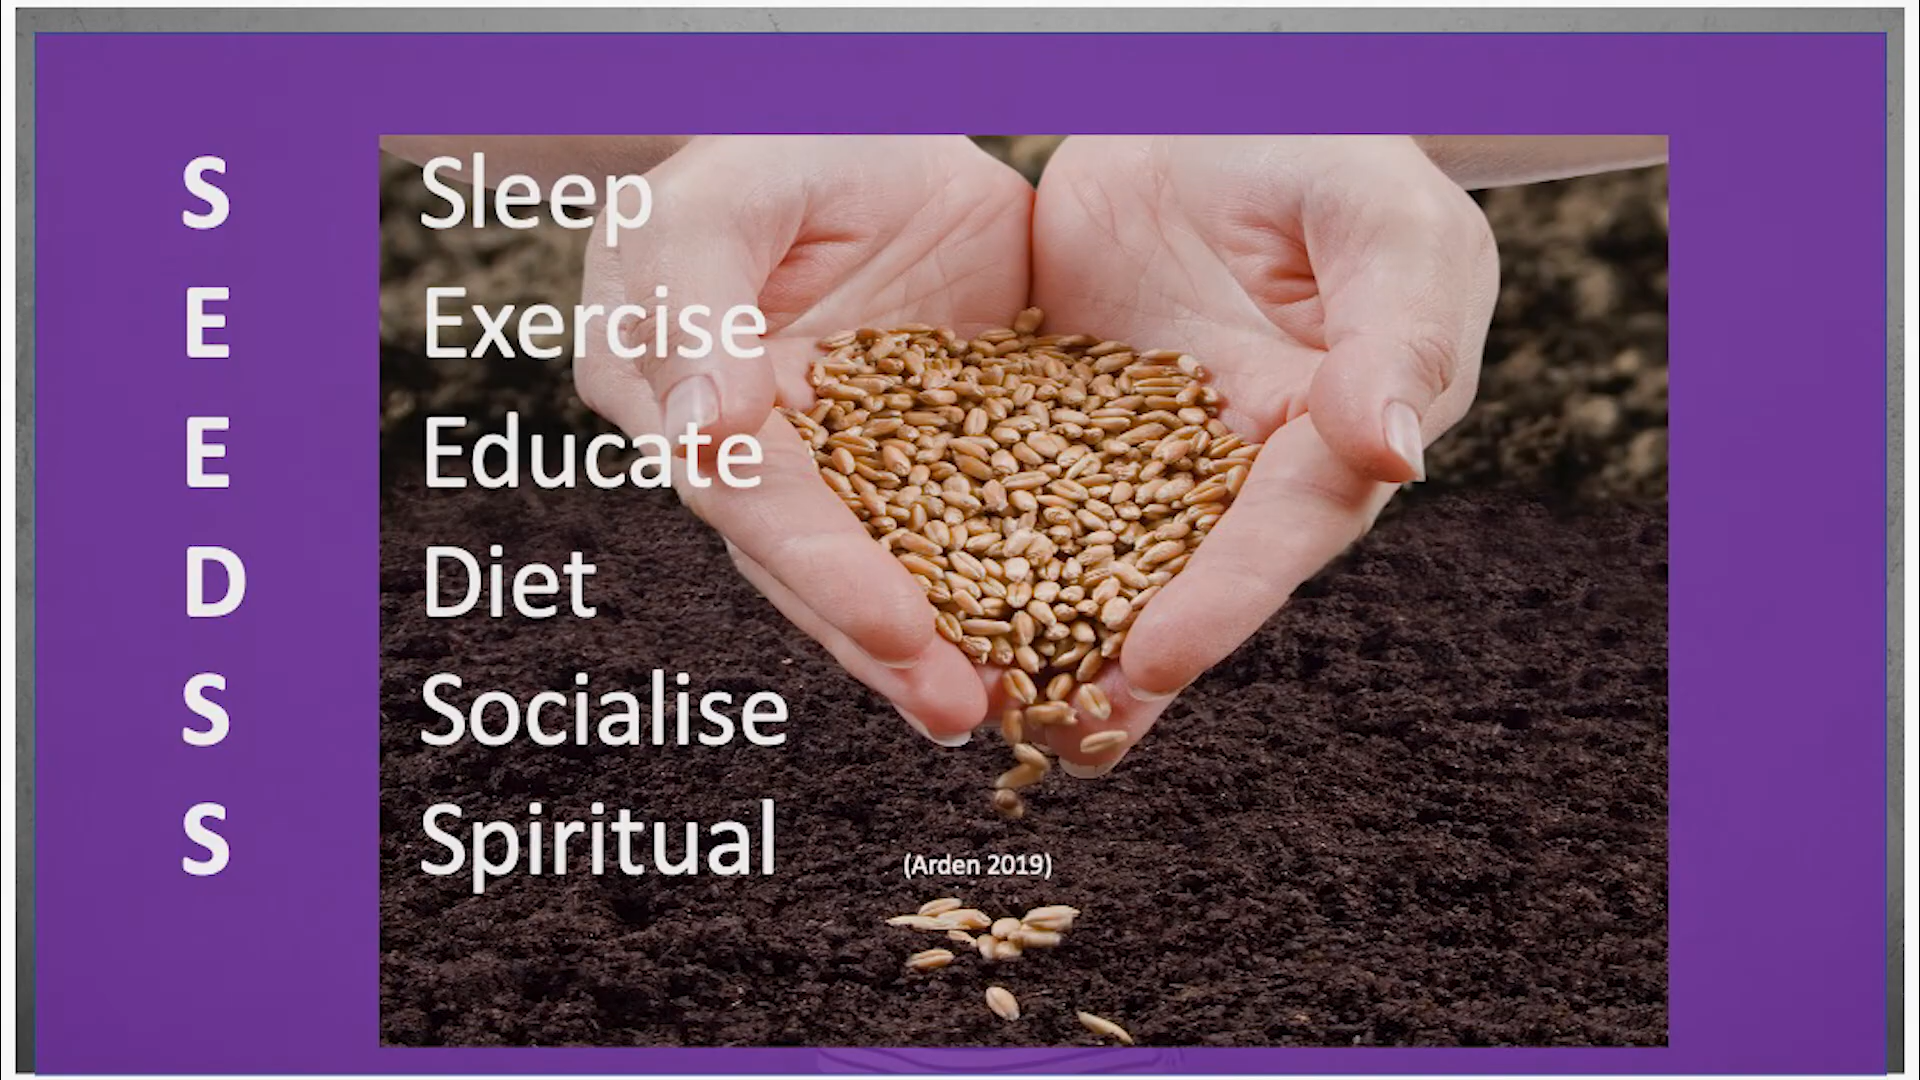 S Sleep
E Exercise
E Educate
D Diet
S Socialise
S Spiritual (Arden 2019)